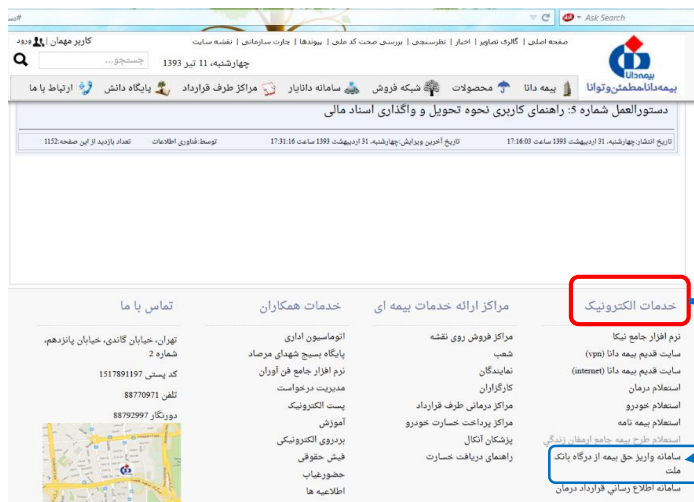 Ask Search
صفحه اصلی | گالری تصاویر | اخبار | نظرسنجی | بررسی صحت کد ملی | پیوندها | چارت سازمانی | نقشه سایت
کاربر مهمان | ورود
چهارشنبه، 11 تیر 1393
جستجو...
بیمه‌دانا
بیمه‌دانامطمئن‌وتوانا
بیمه دانا
محصولات
شبکه فروش
سامانه دانایار
مراکز طرف قرارداد
پایگاه دانش
ارتباط با ما
دستورالعمل شماره 5: راهنمای کاربری نحوه تحویل و واگذاری اسناد مالی
تاریخ انتشار:چهارشنبه، 31 اردیبهشت 1393 ساعت 17:16:03
تاریخ آخرین ویرایش:چهارشنبه، 31 اردیبهشت 1393 ساعت 17:31:16
توسط:فناوری اطلاعات
تعداد بازدید از این صفحه:1152
خدمات الکترونیک
نرم افزار جامع نیکا
سایت قدیم بیمه دانا (vpn)
سایت قدیم بیمه دانا (internet)
استعلام درمان
استعلام خودرو
استعلام بیمه نامه
استعلام طرح بیمه جامع ارمغان زندگی
سامانه واریز حق بیمه از درگاه بانک
ملت
سامانه اطلاع رساني قرارداد درمان
مراکز ارائه خدمات بیمه ای
مراکز فروش روی نقشه
شعب
نمایندگان
کارگزاران
مراکز درمانی طرف قرارداد
مراکز پرداخت خسارت خودرو
پزشکان آنکال
راهنمای دریافت خسارت
خدمات همکاران
اتوماسیون اداری
پایگاه بسیج شهدای مرصاد
نرم افزار جامع فن آوران
مدیریت درخواست
پست الکترونیک
آموزش
بردروی الکترونیکی
فیش حقوقی
حضورغیاب
اطلاعیه ها
تماس با ما
تهران، خیابان گاندی، خیابان پانزدهم،
شماره 2
کد پستی 1517891197
تلفن 88770971
دورنگار 88792997